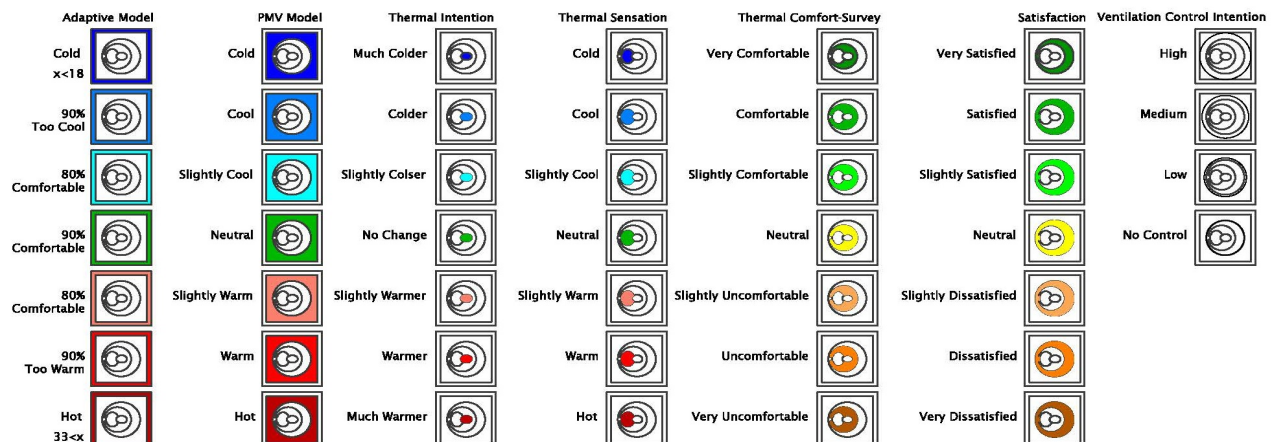 Adaptive Model PMV Model Thermal Intention Thermal Sensation Thermal Comfort-Survey Satisfaction Ventilation Control Intention
Cold Cold Much Colder Cold Very Comfortable Very Satisfied High
x<18
90% Cool Colder Cool Comfortable Satisfied Medium
Too Cool
80% Slightly Cool Slightly Colser Slightly Cool Slightly Comfortable Slightly Satisfied Low
Comfortable
90% Neutral No Change Neutral Neutral Neutral No Control
Comfortable
80% Slightly Warm Slightly Warmer Slightly Warm Slightly Uncomfortable Slightly Dissatisfied
Comfortable
90% Warm Warmer Warm Uncomfortable Dissatisfied
Too Warm
Hot Hot Much Warmer Hot Very Uncomfortable Very Dissatisfied
33<x